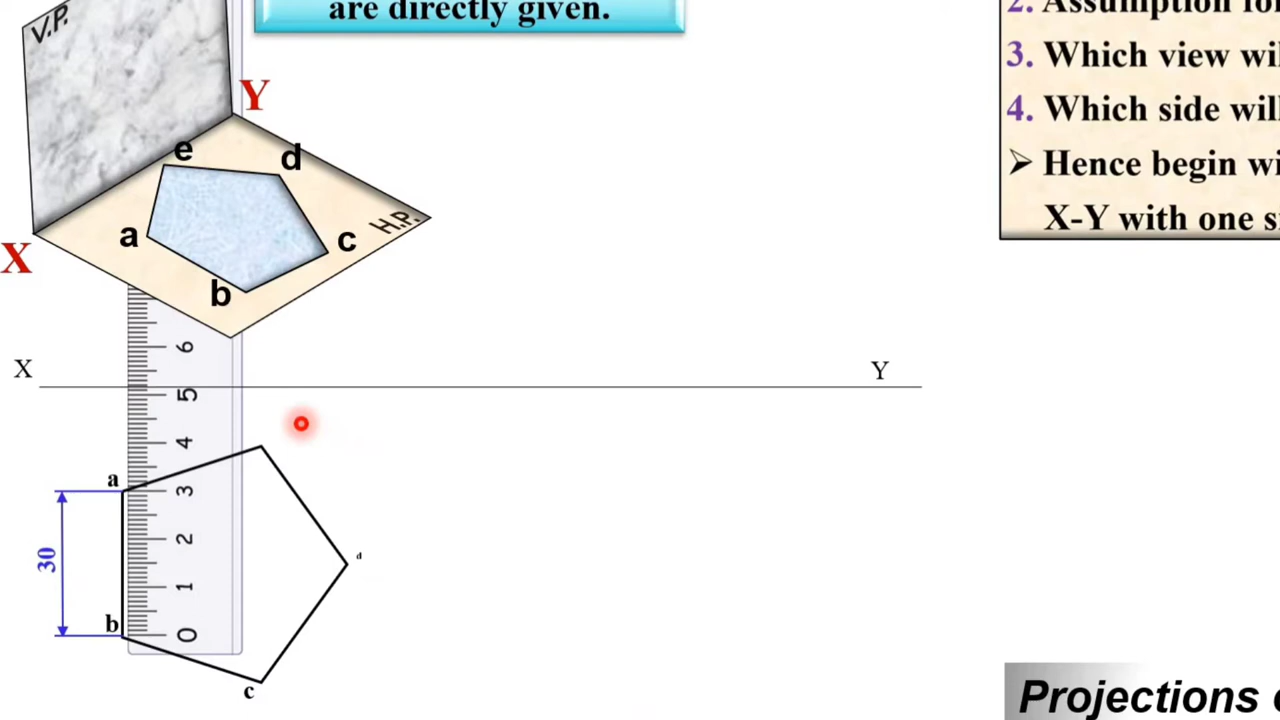 V.P.
are directly given.
2. Assumption for
3. Which view wi
4. Which side wil
➤ Hence begin wi
X-Y with one s
Y
e
d
a
c
H.P.
b
X
6
X
Y
5
4
a
3
30
2
d
1
b
0
c
Projections